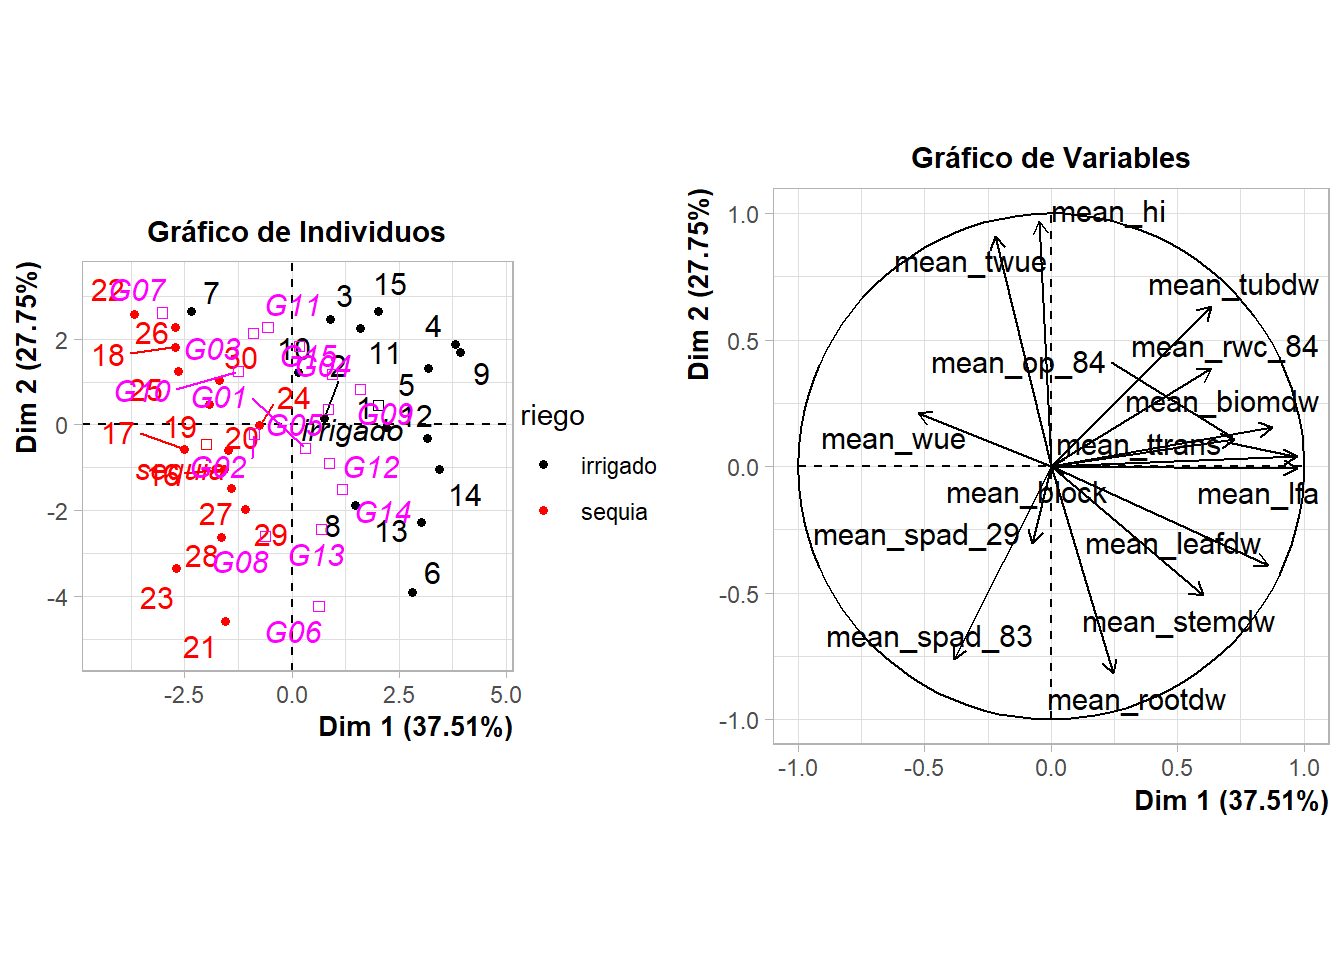 Gráfico de Individuos
Dim 2 (27.75%)
2
0
-2
-4
-2.5
0.0
2.5
5.0
Dim 1 (37.51%)
22
G07
7
G11
3
15
26
4
18
G03
30
10
G15
G04
2
11
9
G10
25
G01
24
5
1
G09
12
17
19
20
G05
irrigado
sequia
16
G02
G12
14
27
29
8
G14
13
28
G08
G13
6
23
21
G06
riego
irrigado
sequia
Gráfico de Variables
Dim 2 (27.75%)
1.0
0.5
0.0
-0.5
-1.0
-1.0
-0.5
0.0
0.5
1.0
Dim 1 (37.51%)
mean_hi
mean_twue
mean_tubdw
mean_rwc_84
mean_op_84
mean_biomdw
mean_wue
mean_ttrans
mean_block
mean_lfa
mean_spad_29
mean_leafdw
mean_stemdw
mean_spad_83
mean_rootdw